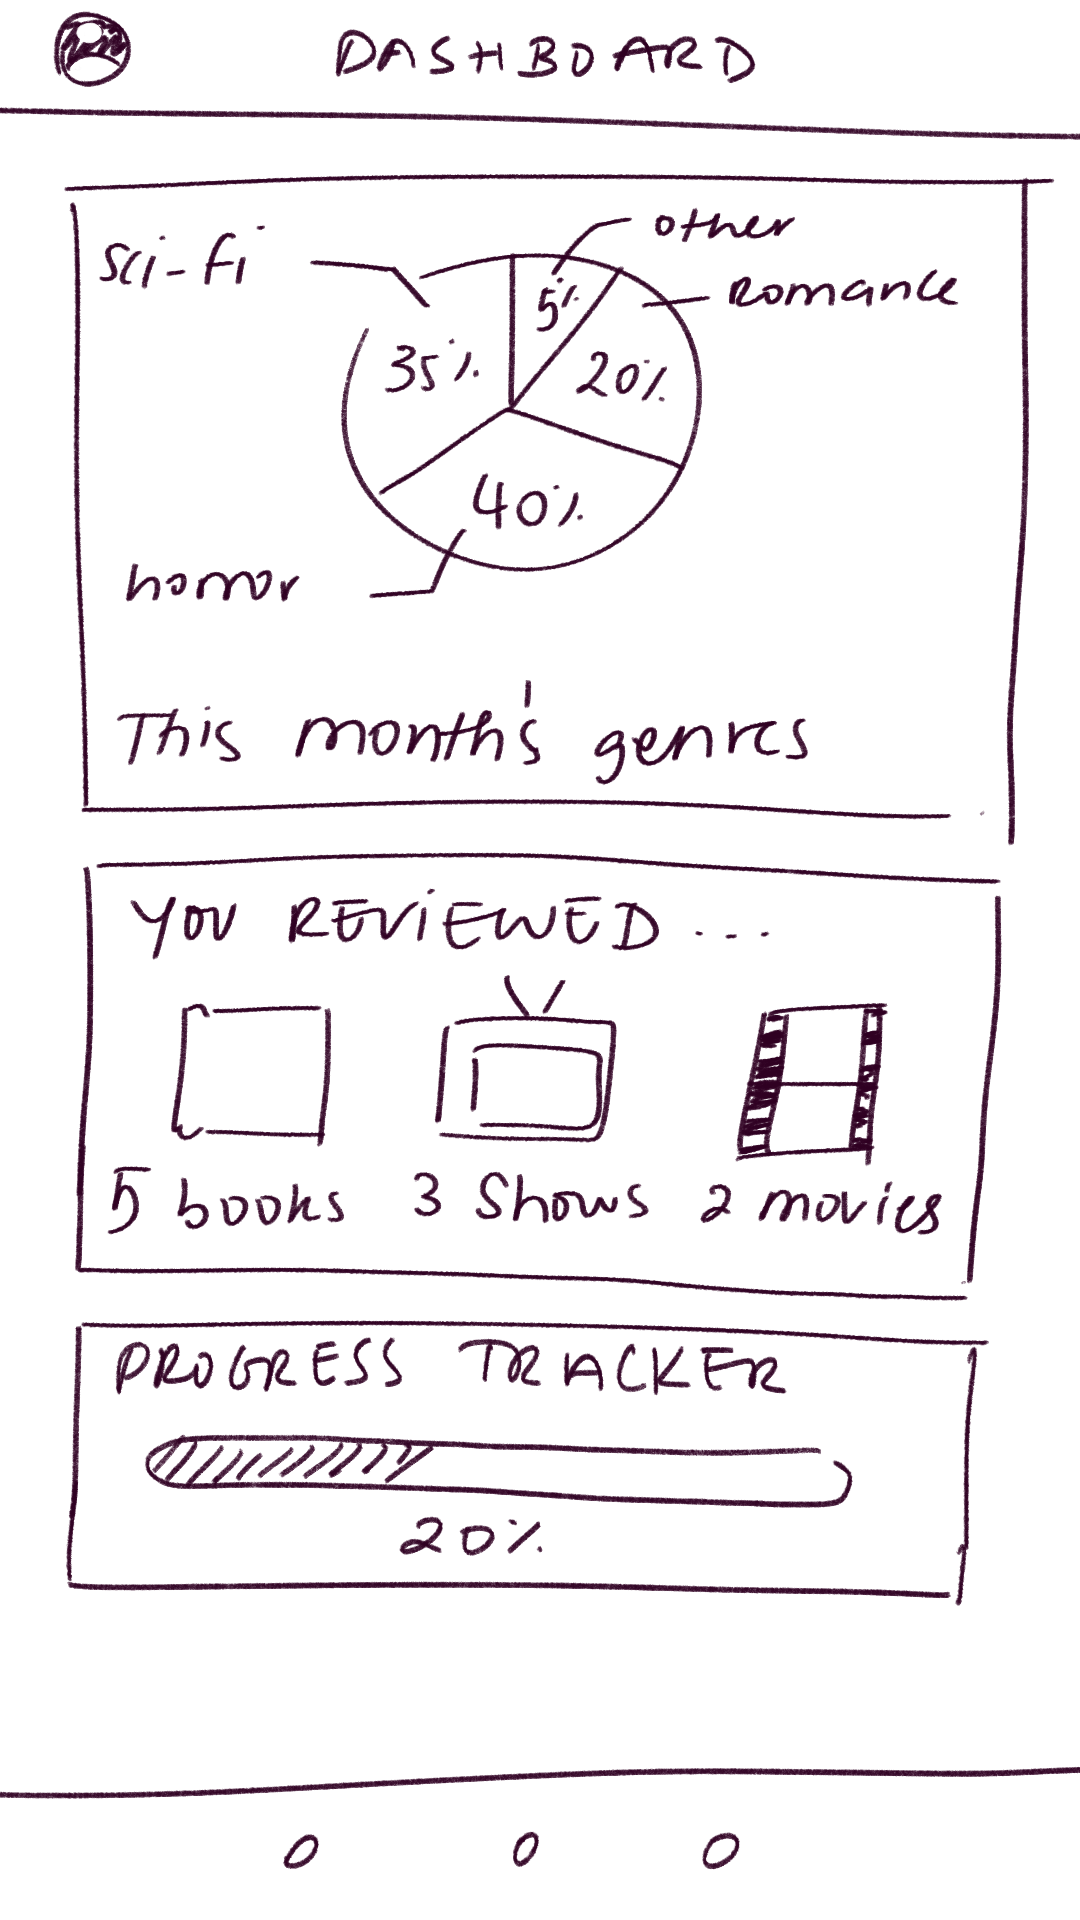 DASHBOARD
other
sci-fi
Romance
5%
35%
20%
40%
horror
This month's genres
YOU REVIEWED...
5 books 3 Shows 2 movies
PROGRESS TRACKER
20%